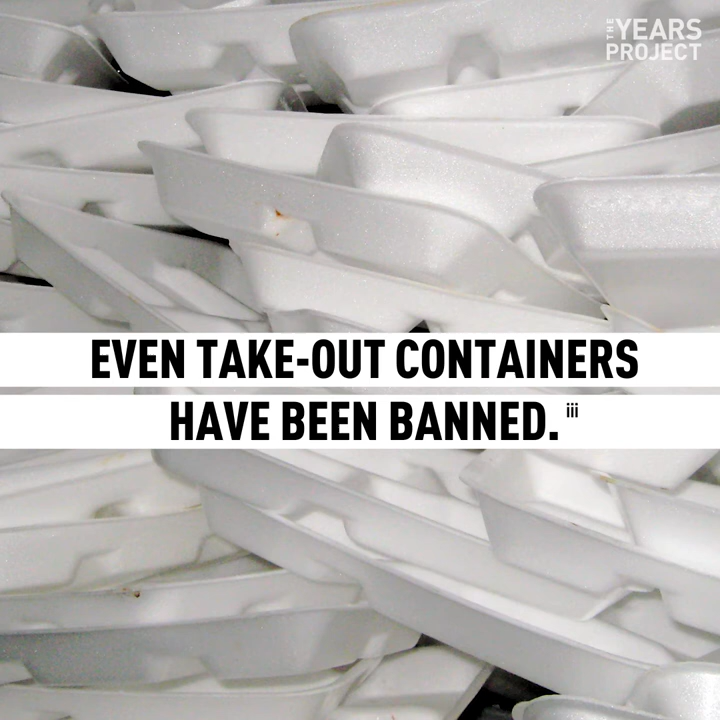 THE YEARS
PROJECT
EVEN TAKE-OUT CONTAINERS
HAVE BEEN BANNED.ⁱⁱⁱ